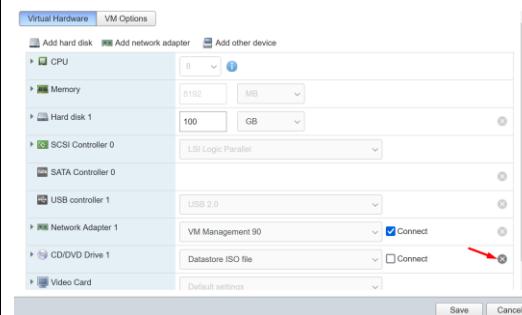 Virtual Hardware VM Options
Add hard disk Add network adapter Add other device
CPU 8
Memory 8192 MB
Hard disk 1 100 GB
SCSI Controller 0 LSI Logic Parallel
SATA Controller 0
USB controller 1 USB 2.0
Network Adapter 1 VM Management 90 Connect
CD/DVD Drive 1 Datastore ISO file Connect
Video Card Default settings
Save Cancel